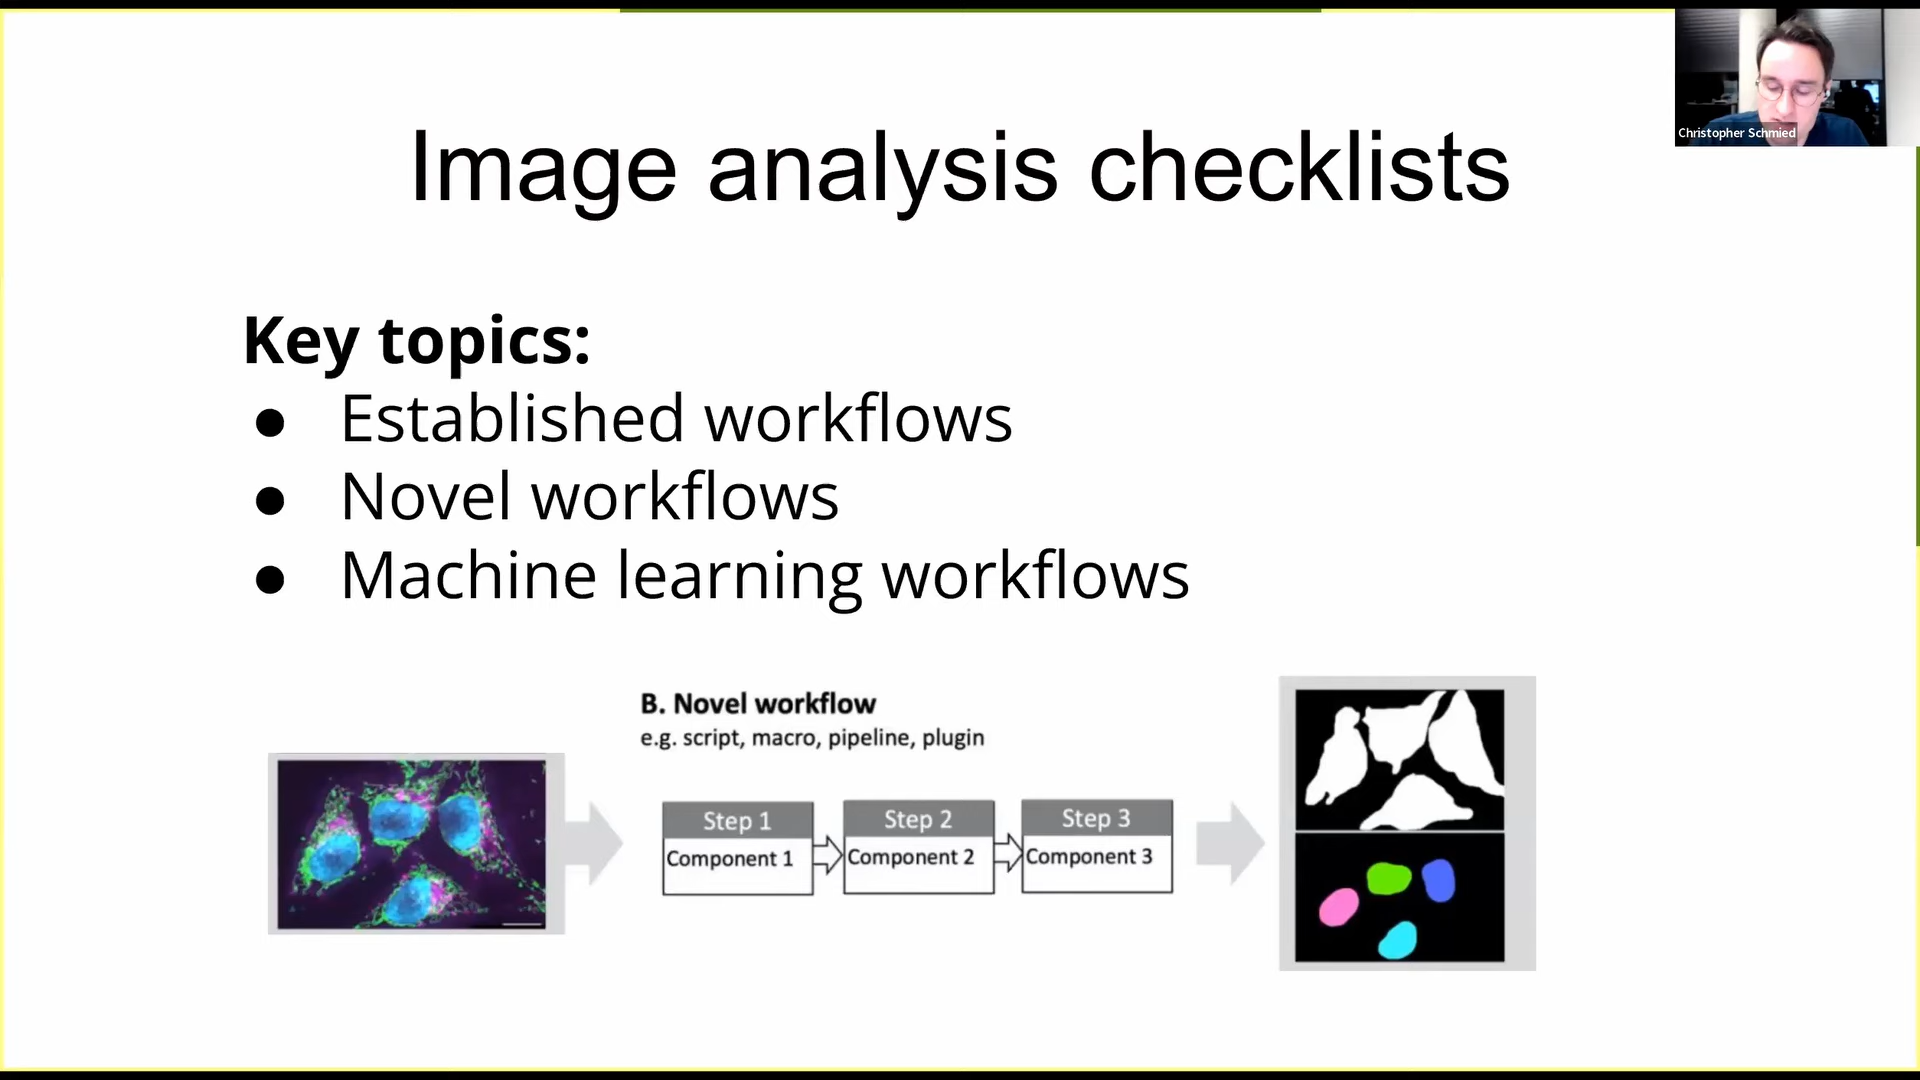 Christopher Schmied
Image analysis checklists
Key topics:
● Established workflows
● Novel workflows
● Machine learning workflows
B. Novel workflow
e.g. script, macro, pipeline, plugin
Step 1
Component 1
Step 2
Component 2
Step 3
Component 3